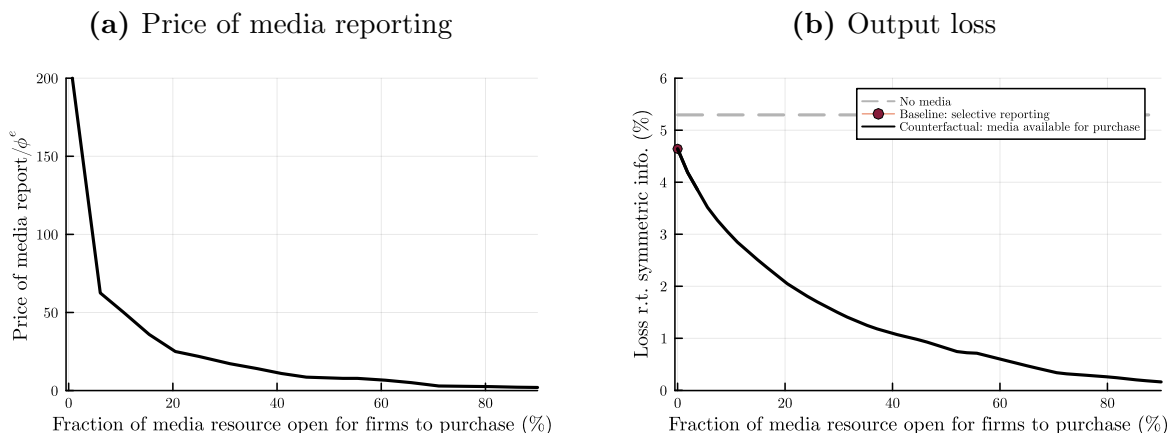 (a) Price of media reporting
Price of media report/ϕᵉ
200
150
100
50
0
0 20 40 60 80
Fraction of media resource open for firms to purchase (%)
(b) Output loss
Loss r.t. symmetric info. (%)
6
5
4
3
2
1
0
No media
Baseline: selective reporting
Counterfactual: media available for purchase
0 20 40 60 80
Fraction of media resource open for firms to purchase (%)